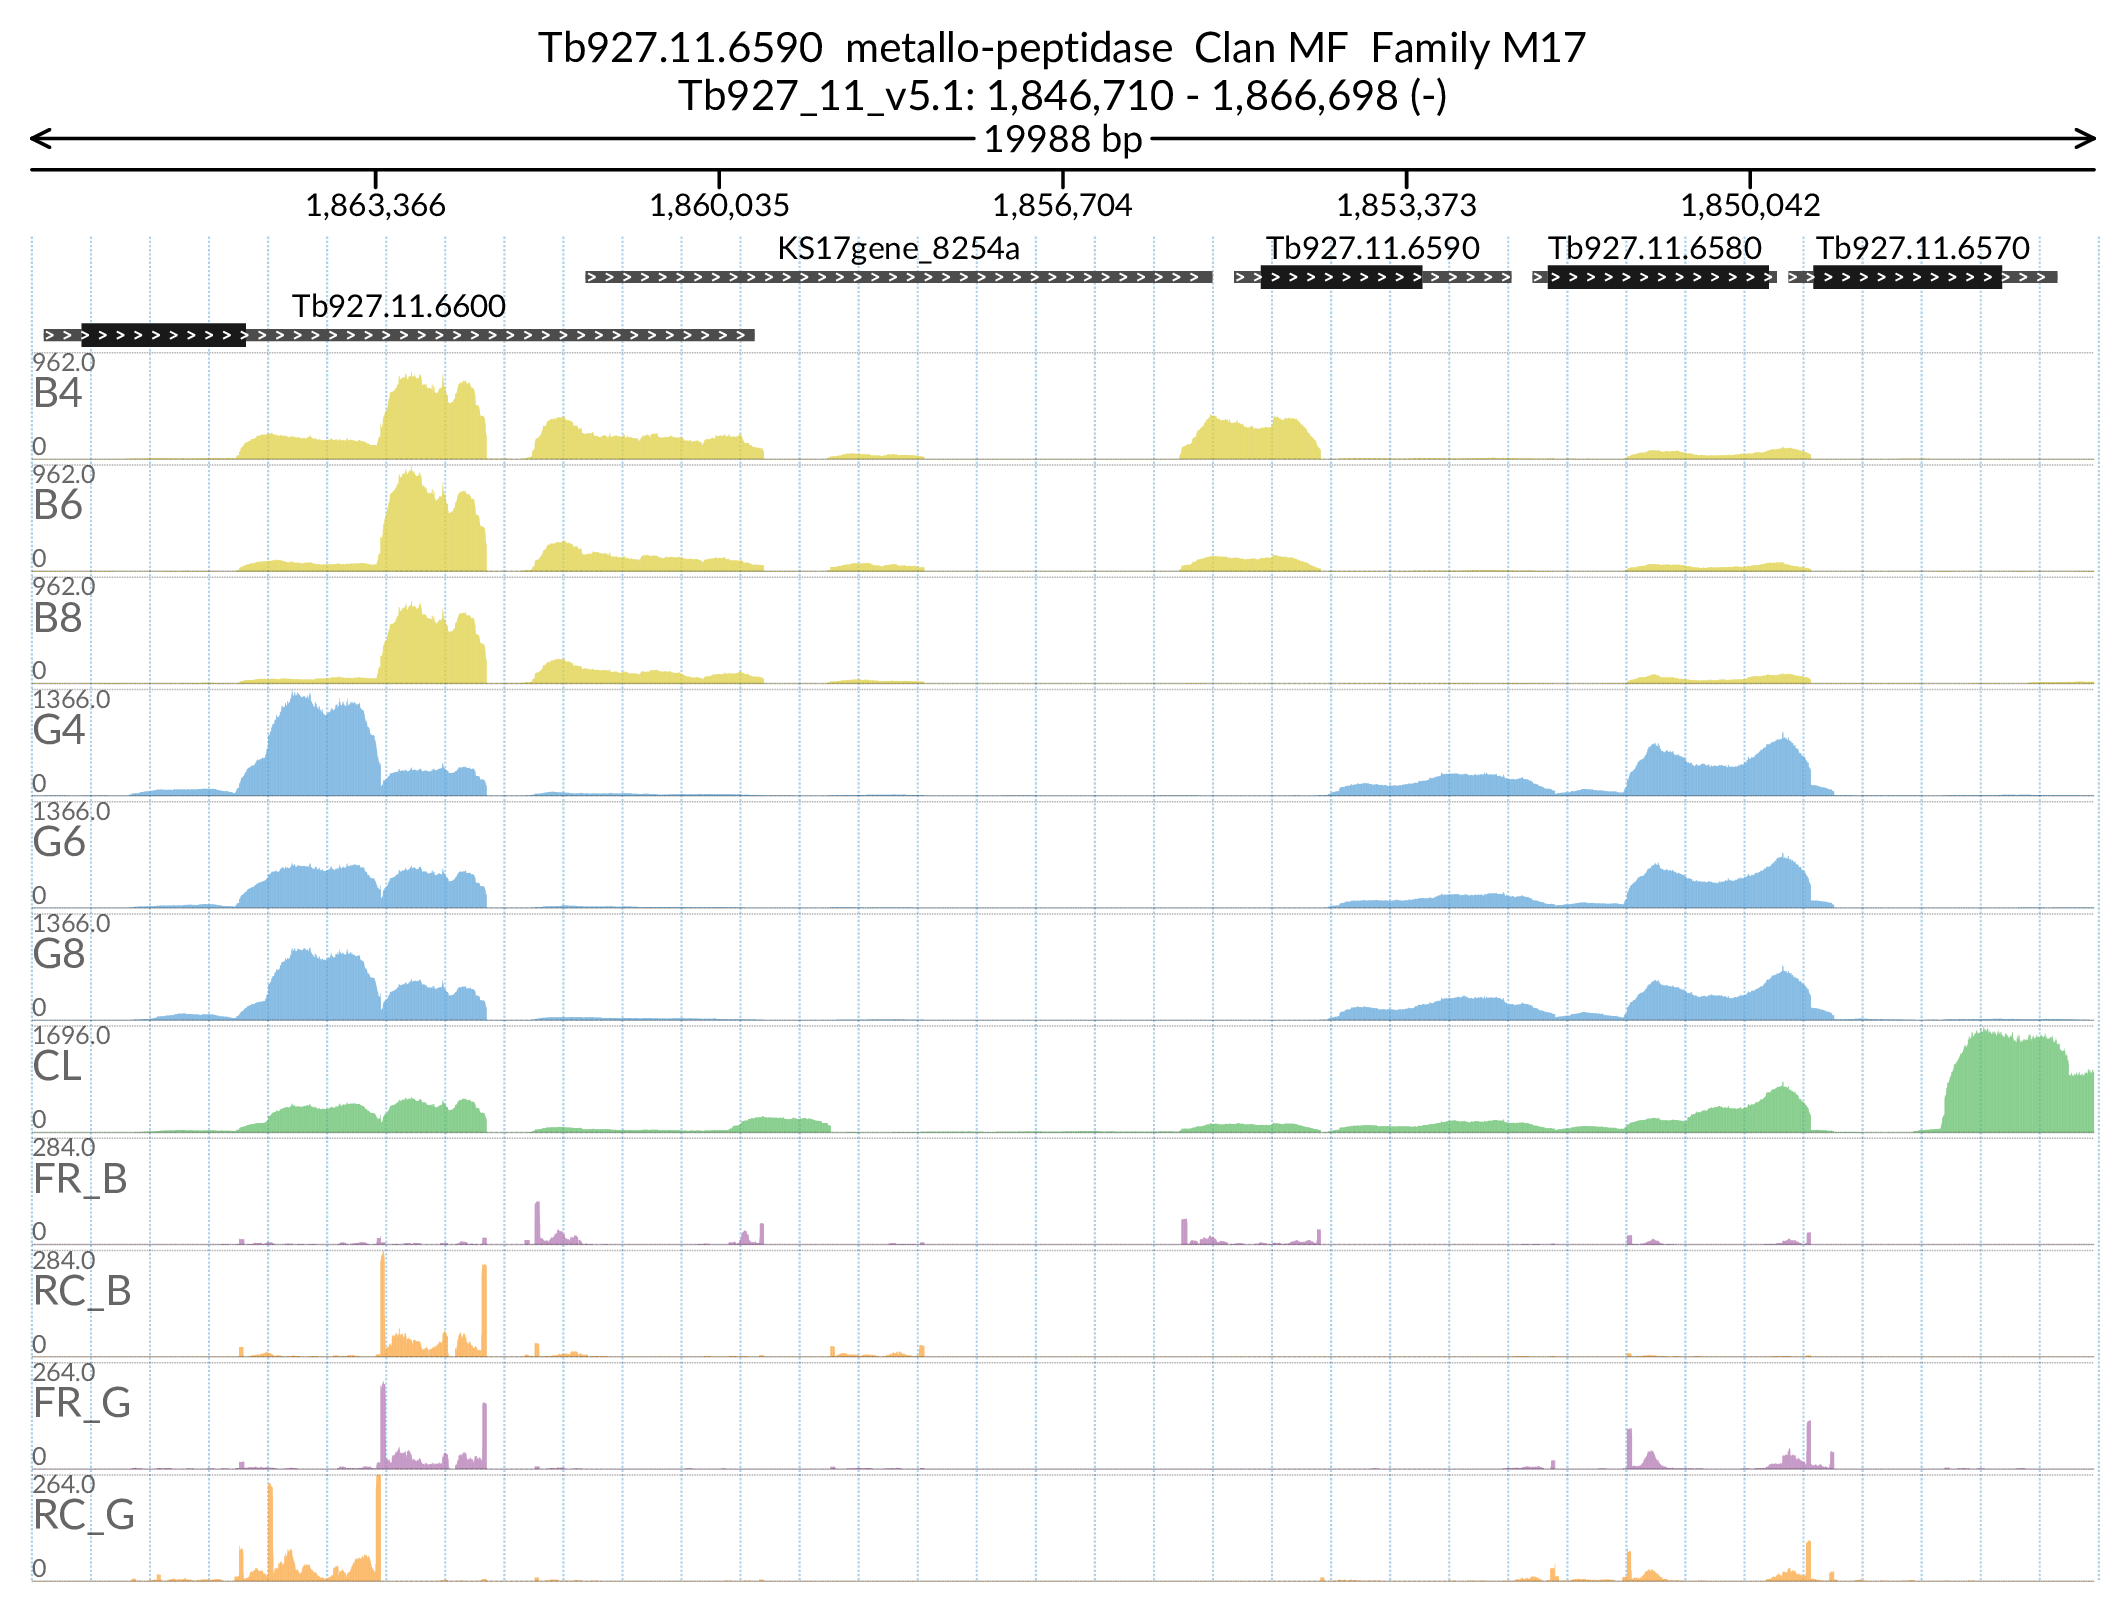 Tb927.11.6590 metallo-peptidase Clan MF Family M17
Tb927_11_v5.1: 1,846,710 - 1,866,698 (-)
19988 bp
1,863,366 1,860,035 1,856,704 1,853,373 1,850,042
KS17gene_8254a Tb927.11.6590 Tb927.11.6580 Tb927.11.6570
Tb927.11.6600
962.0
B4
0
962.0
B6
0
962.0
B8
0
1366.0
G4
0
1366.0
G6
0
1366.0
G8
0
1696.0
CL
0
284.0
FR_B
0
284.0
RC_B
0
264.0
FR_G
0
264.0
RC_G
0